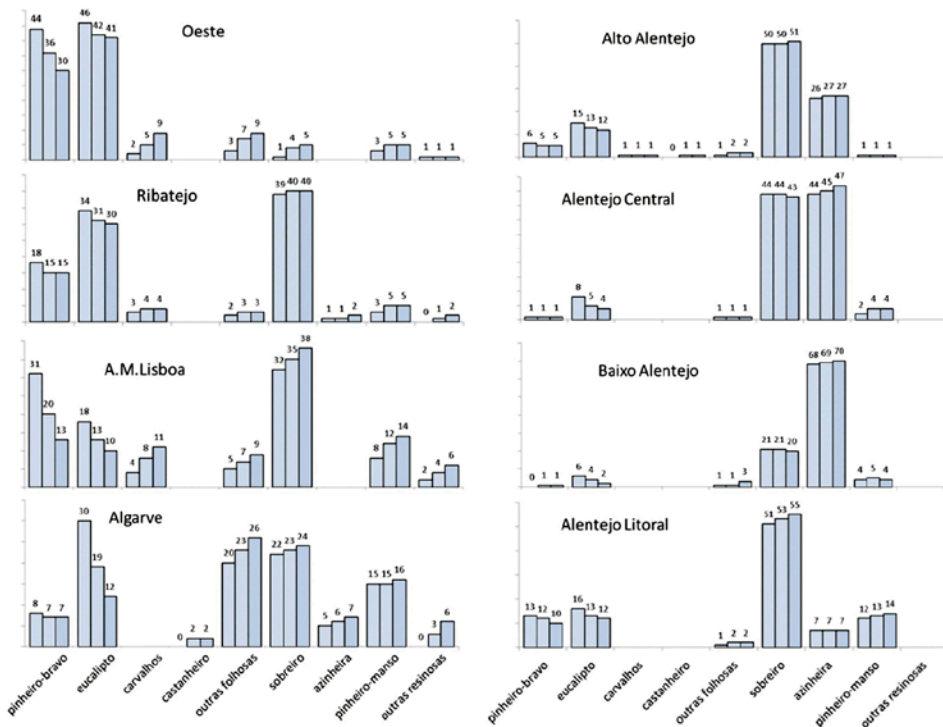 Oeste
44 36 30 46 42 41 2 5 9 3 7 9 1 4 5 3 5 5 1 1 1
Ribatejo
18 15 15 34 31 30 3 4 4 2 3 3 39 40 40 1 1 2 3 5 5 0 1 2
A.M.Lisboa
31 20 13 18 13 10 4 8 11 5 7 9 32 35 38 8 12 14 2 4 6
Algarve
8 7 7 30 19 12 0 2 2 20 23 26 22 23 24 5 6 7 15 15 16 0 3 6
pinheiro-bravo
eucalipto
carvalhos
castanheiro
outras folhosas
sobreiro
azinheira
pinheiro-manso
outras resinosas
Alto Alentejo
6 5 5 15 13 12 1 1 1 0 1 1 1 2 2 50 50 51 26 27 27 1 1 1
Alentejo Central
1 1 1 8 5 4 1 1 1 44 44 43 44 45 47 2 4 4
Baixo Alentejo
0 1 1 6 4 2 1 1 3 21 21 20 68 69 70 4 5 4
Alentejo Litoral
13 12 10 16 13 12 1 2 2 51 53 55 7 7 7 12 13 14
pinheiro-bravo
eucalipto
carvalhos
castanheiro
outras folhosas
sobreiro
azinheira
pinheiro-manso
outras resinosas